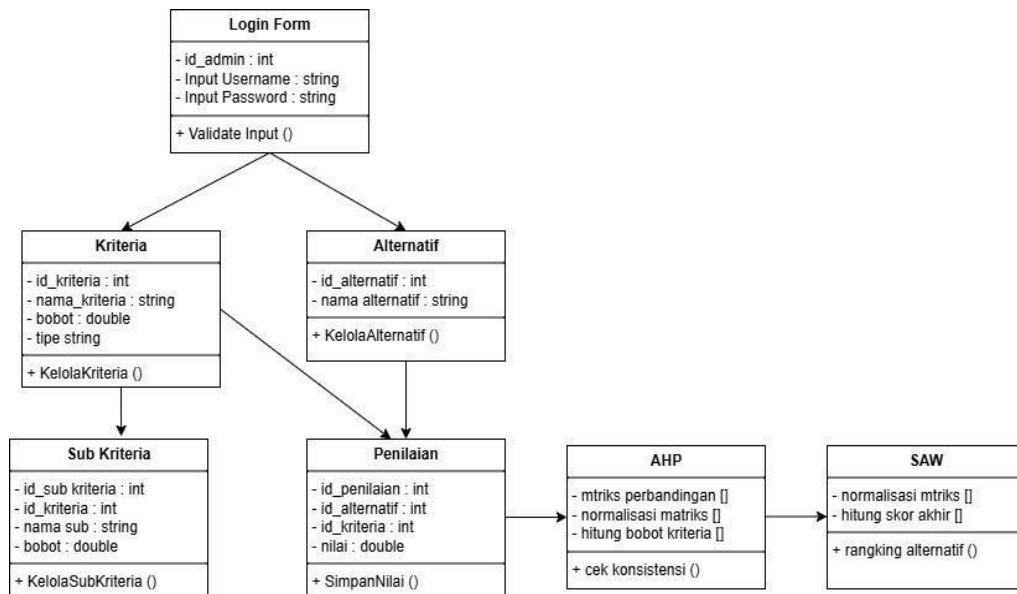 Login Form
- id_admin : int
- Input Username : string
- Input Password : string
+ Validate Input ()
Kriteria
- id_kriteria : int
- nama_kriteria : string
- bobot : double
- tipe string
+ KelolaKriteria ()
Alternatif
- id_alternatif : int
- nama alternatif : string
+ KelolaAlternatif ()
Sub Kriteria
- id_sub kriteria : int
- id_kriteria : int
- nama sub : string
- bobot : double
+ KelolaSubKriteria ()
Penilaian
- id_penilaian : int
- id_alternatif : int
- id_kriteria : int
- nilai : double
+ SimpanNilai ()
AHP
- mtriks perbandingan []
- normalisasi matriks []
- hitung bobot kriteria []
+ cek konsistensi ()
SAW
- normalisasi mtriks []
- hitung skor akhir []
+ rangking alternatif ()